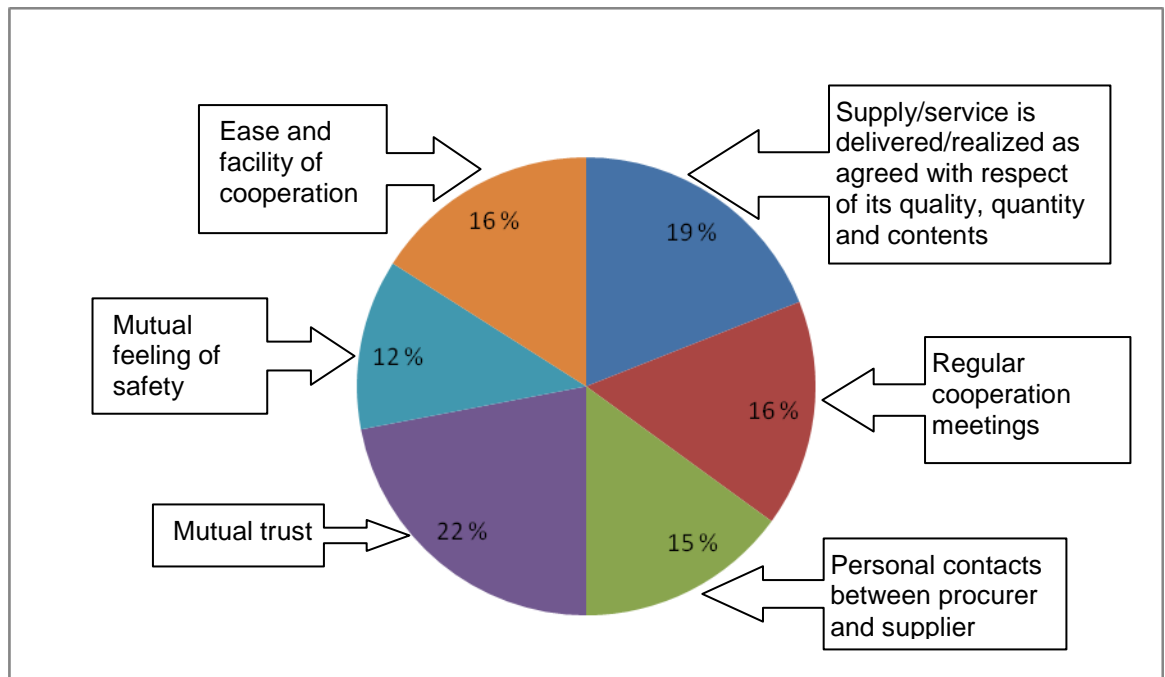 Supply/service is
delivered/realized as
agreed with respect
of its quality, quantity
and contents
Ease and
facility of
cooperation
16 %
19 %
Mutual
feeling of
safety
12 %
Regular
cooperation
meetings
16 %
Mutual trust
22 %
15 %
Personal contacts
between procurer
and supplier